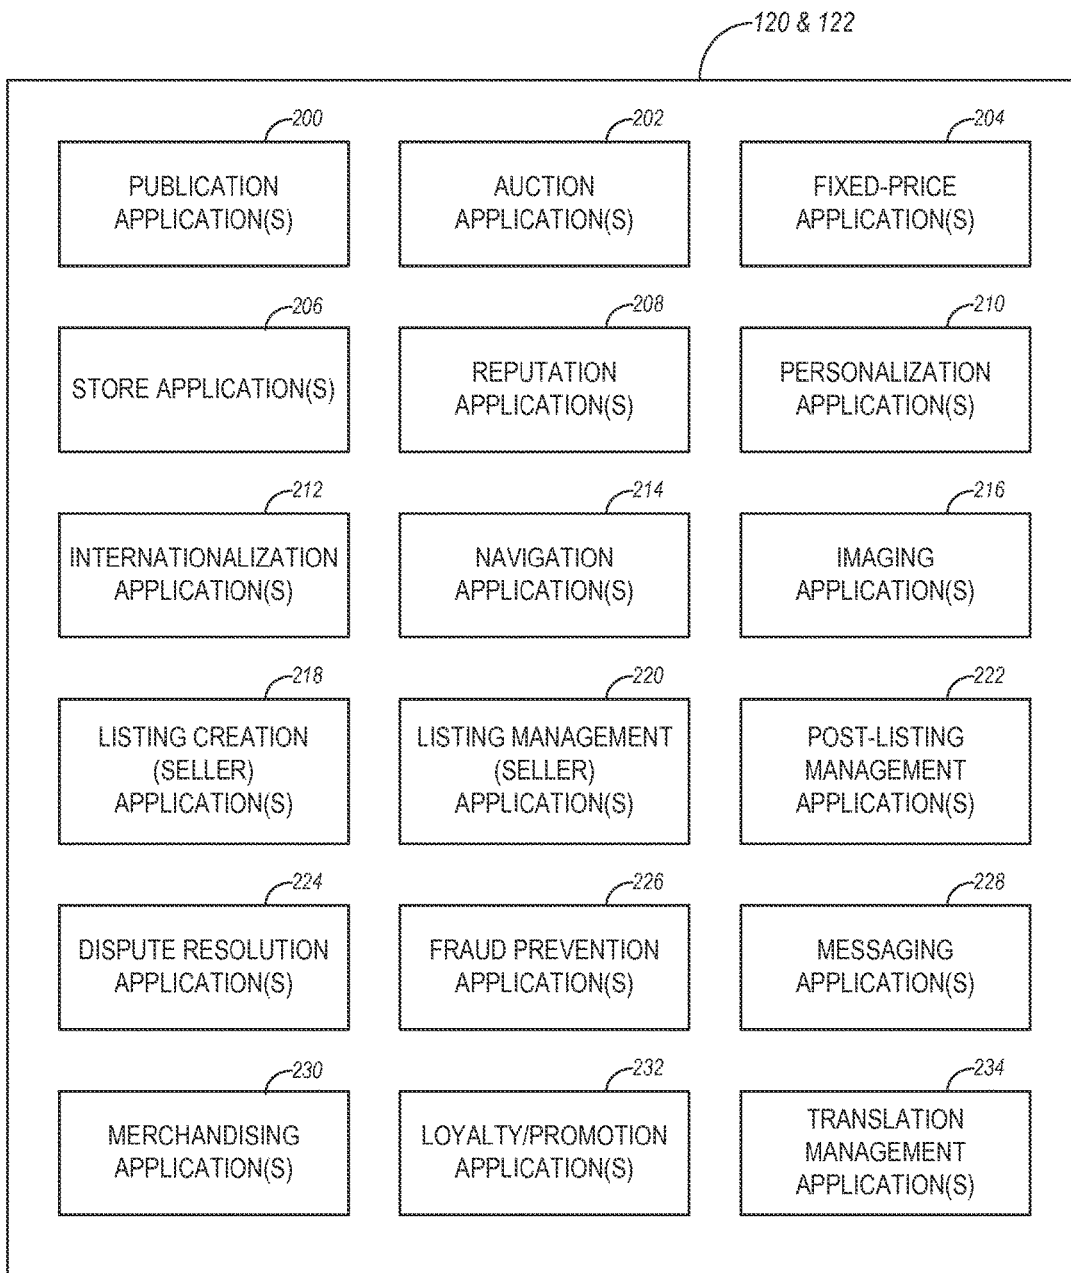 120 & 122
200
202
204
PUBLICATION
APPLICATION(S)
AUCTION
APPLICATION(S)
FIXED-PRICE
APPLICATION(S)
206
208
210
STORE APPLICATION(S)
REPUTATION
APPLICATION(S)
PERSONALIZATION
APPLICATION(S)
212
214
216
INTERNATIONALIZATION
APPLICATION(S)
NAVIGATION
APPLICATION(S)
IMAGING
APPLICATION(S)
218
220
222
LISTING CREATION
(SELLER)
APPLICATION(S)
LISTING MANAGEMENT
(SELLER)
APPLICATION(S)
POST-LISTING
MANAGEMENT
APPLICATION(S)
224
226
228
DISPUTE RESOLUTION
APPLICATION(S)
FRAUD PREVENTION
APPLICATION(S)
MESSAGING
APPLICATION(S)
230
232
234
MERCHANDISING
APPLICATION(S)
LOYALTY/PROMOTION
APPLICATION(S)
TRANSLATION
MANAGEMENT
APPLICATION(S)